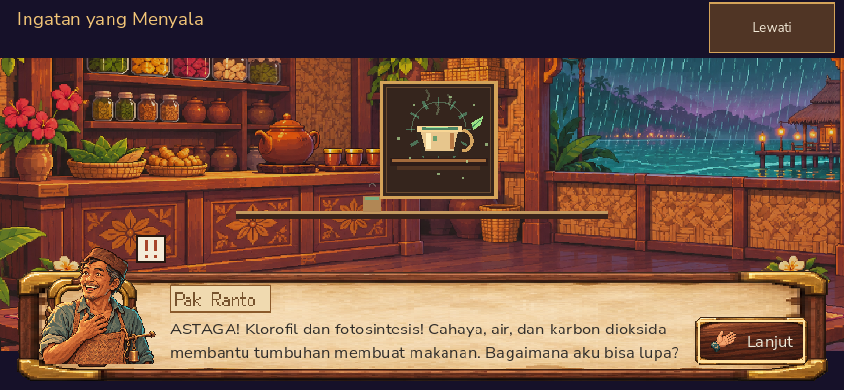 Ingatan yang Menyala
Lewati
!!
Pak Ranto
ASTAGA! Klorofil dan fotosintesis! Cahaya, air, dan karbon dioksida
membantu tumbuhan membuat makanan. Bagaimana aku bisa lupa?
Lanjut